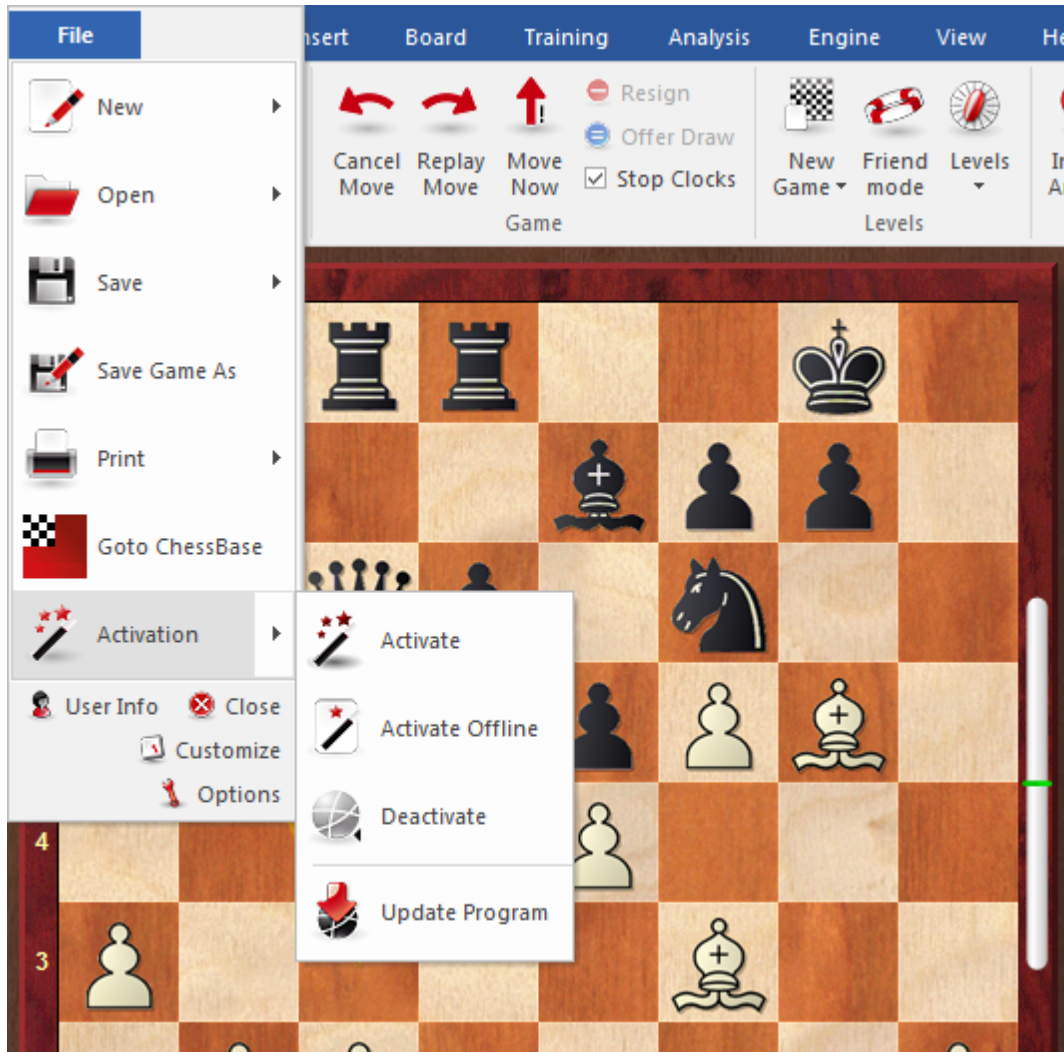 File
Board
Training
Analysis
Engine
View
New
Open
Save
Save Game As
Print
Goto ChessBase
Activation
User Info
Close
Customize
Options
Cancel
Move
Replay
Move
Move
Now
Resign
Offer Draw
Stop Clocks
Game
New
Game
Friend
mode
Levels
Levels
Activate
Activate Offline
Deactivate
Update Program
4
3